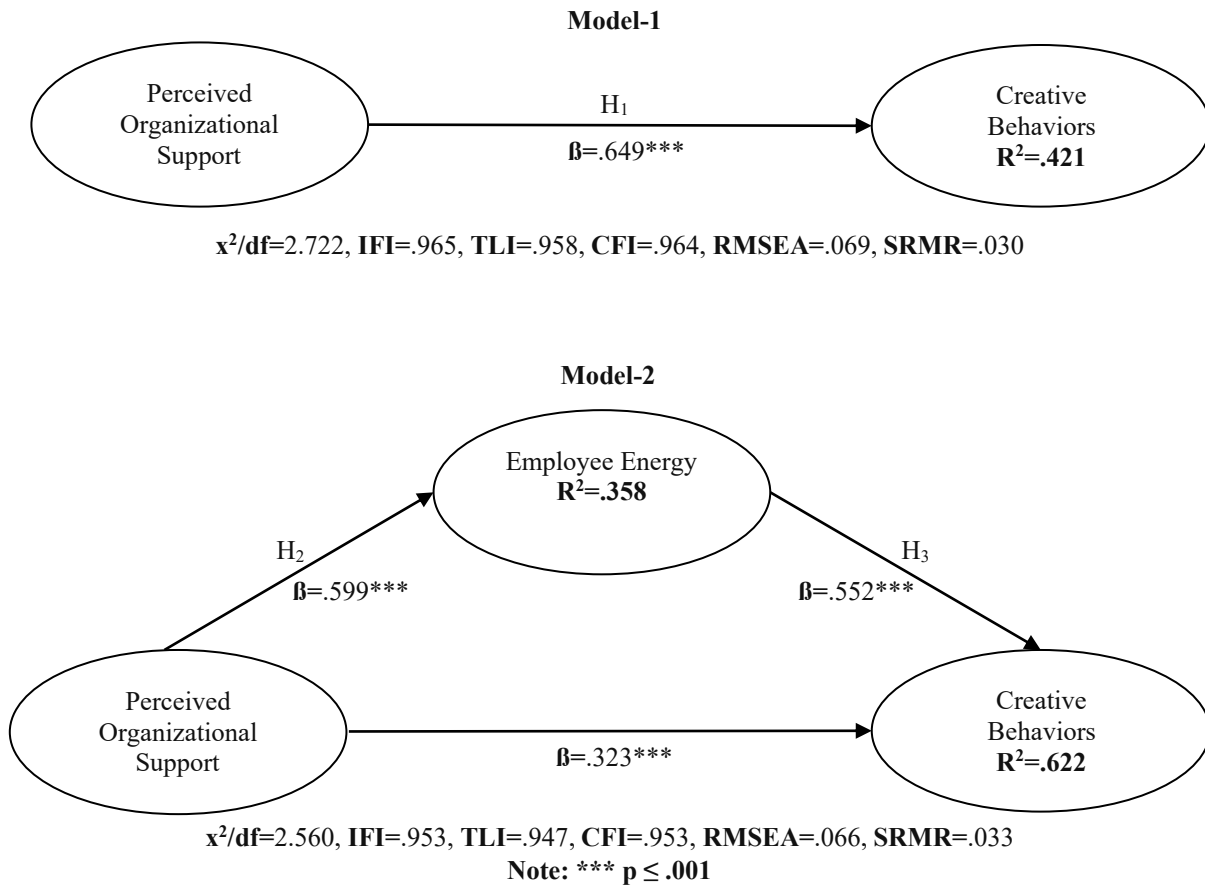 Model-1
Perceived
Organizational
Support
H₁
ß=.649***
Creative
Behaviors
R²=.421
x²/df=2.722, IFI=.965, TLI=.958, CFI=.964, RMSEA=.069, SRMR=.030
Model-2
Employee Energy
R²=.358
H₂
ß=.599***
H₃
ß=.552***
Perceived
Organizational
Support
ß=.323***
Creative
Behaviors
R²=.622
x²/df=2.560, IFI=.953, TLI=.947, CFI=.953, RMSEA=.066, SRMR=.033
Note: *** p ≤ .001